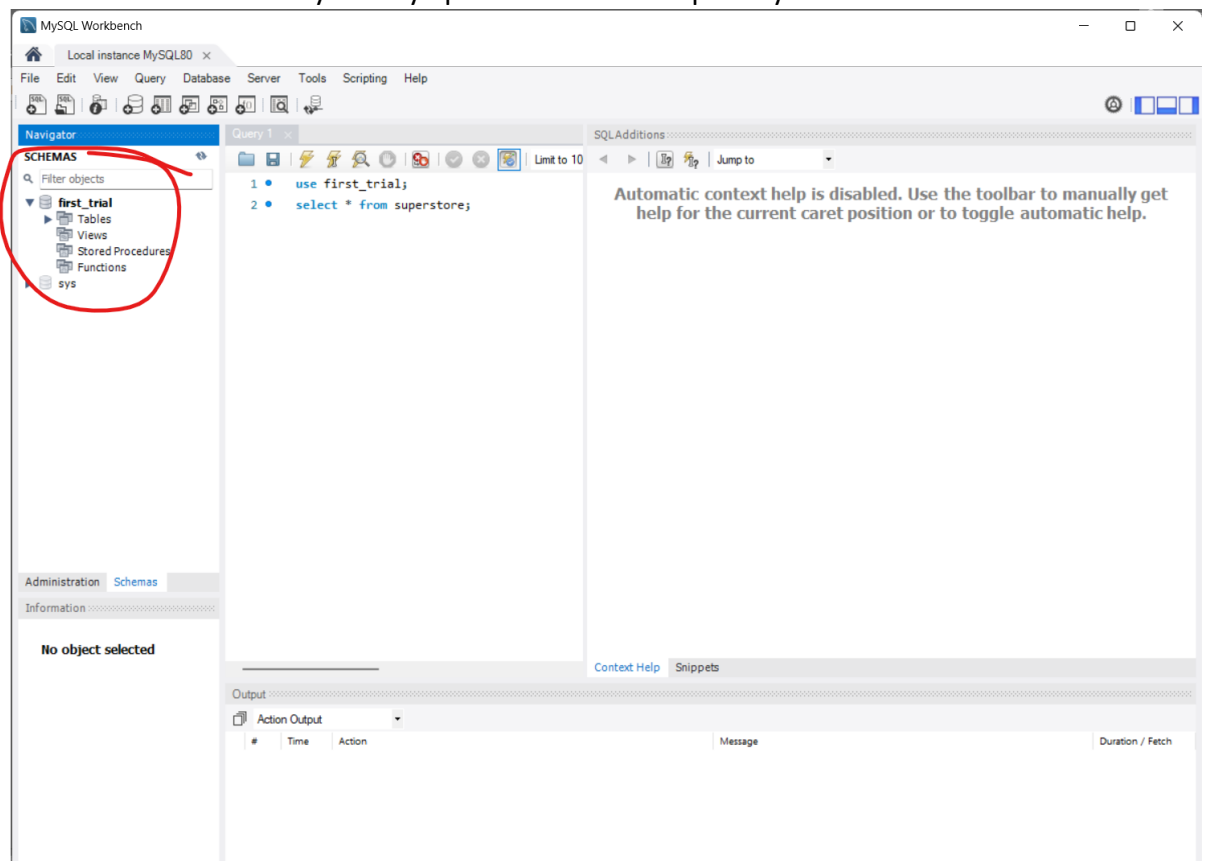 MySQL Workbench
Local instance MySQL80
File Edit View Query Database Server Tools Scripting Help
Navigator
SCHEMAS
Filter objects
first_trial
Tables
Views
Stored Procedures
Functions
sys
Administration Schemas
Information
No object selected
Query 1
Limit to 10
1 use first_trial;
2 select * from superstore;
SQLAdditions
Jump to
Automatic context help is disabled. Use the toolbar to manually get
help for the current caret position or to toggle automatic help.
Context Help Snippets
Output
Action Output
# Time Action Message Duration / Fetch